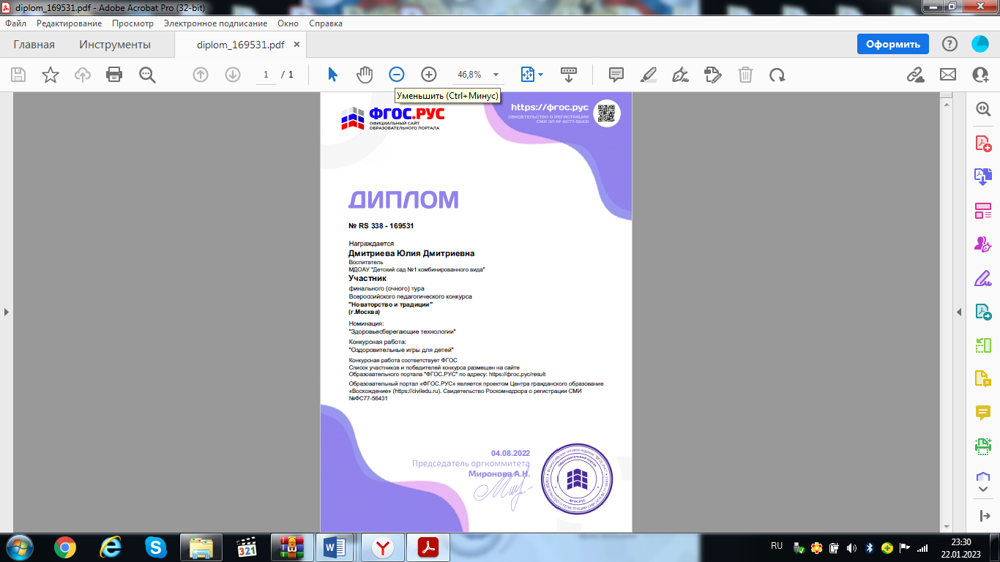 diplom_169531.pdf - Adobe Acrobat Pro (32-bit)
Файл Редактирование Просмотр Электронное подписание Окно Справка
Главная Инструменты diplom_169531.pdf × Оформить
1 / 1 46,8%
Уменьшить (Ctrl+Минус)
ФГОС.РУС
ОФИЦИАЛЬНЫЙ САЙТ
ОБРАЗОВАТЕЛЬНОГО ПОРТАЛА
https://фгос.рус
СВИДЕТЕЛЬСТВО О РЕГИСТРАЦИИ
СМИ ЭЛ № ФС77-56431
ДИПЛОМ
№ RS 338 - 169531
Награждается
Дмитриева Юлия Дмитриевна
Воспитатель
МДОАУ "Детский сад №1 комбинированного вида"
Участник
финального (очного) тура
Всероссийского педагогического конкурса
"Новаторство и традиции"
(г.Москва)
Номинация:
"Здоровьесберегающие технологии"
Конкурсная работа:
"Оздоровительные игры для детей"
Конкурсная работа соответствует ФГОС
Список участников и победителей конкурса размещен на сайте
Образовательного портала "ФГОС.РУС" по адресу: https://фгос.рус/result
Образовательный портал «ФГОС.РУС» является проектом Центра гражданского образование
«Восхождение» (https://civiledu.ru). Свидетельство Роскомнадзора о регистрации СМИ
№ФС77-56431
04.08.2022
Председатель оргкоммитета
Миронова А.Н.
Образовательный портал
ФГОС.РУС
RU
23:30
22.01.2023